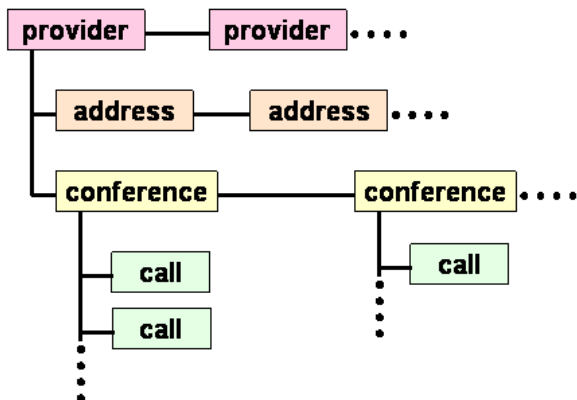 provider provider
address address
conference conference
call call
call